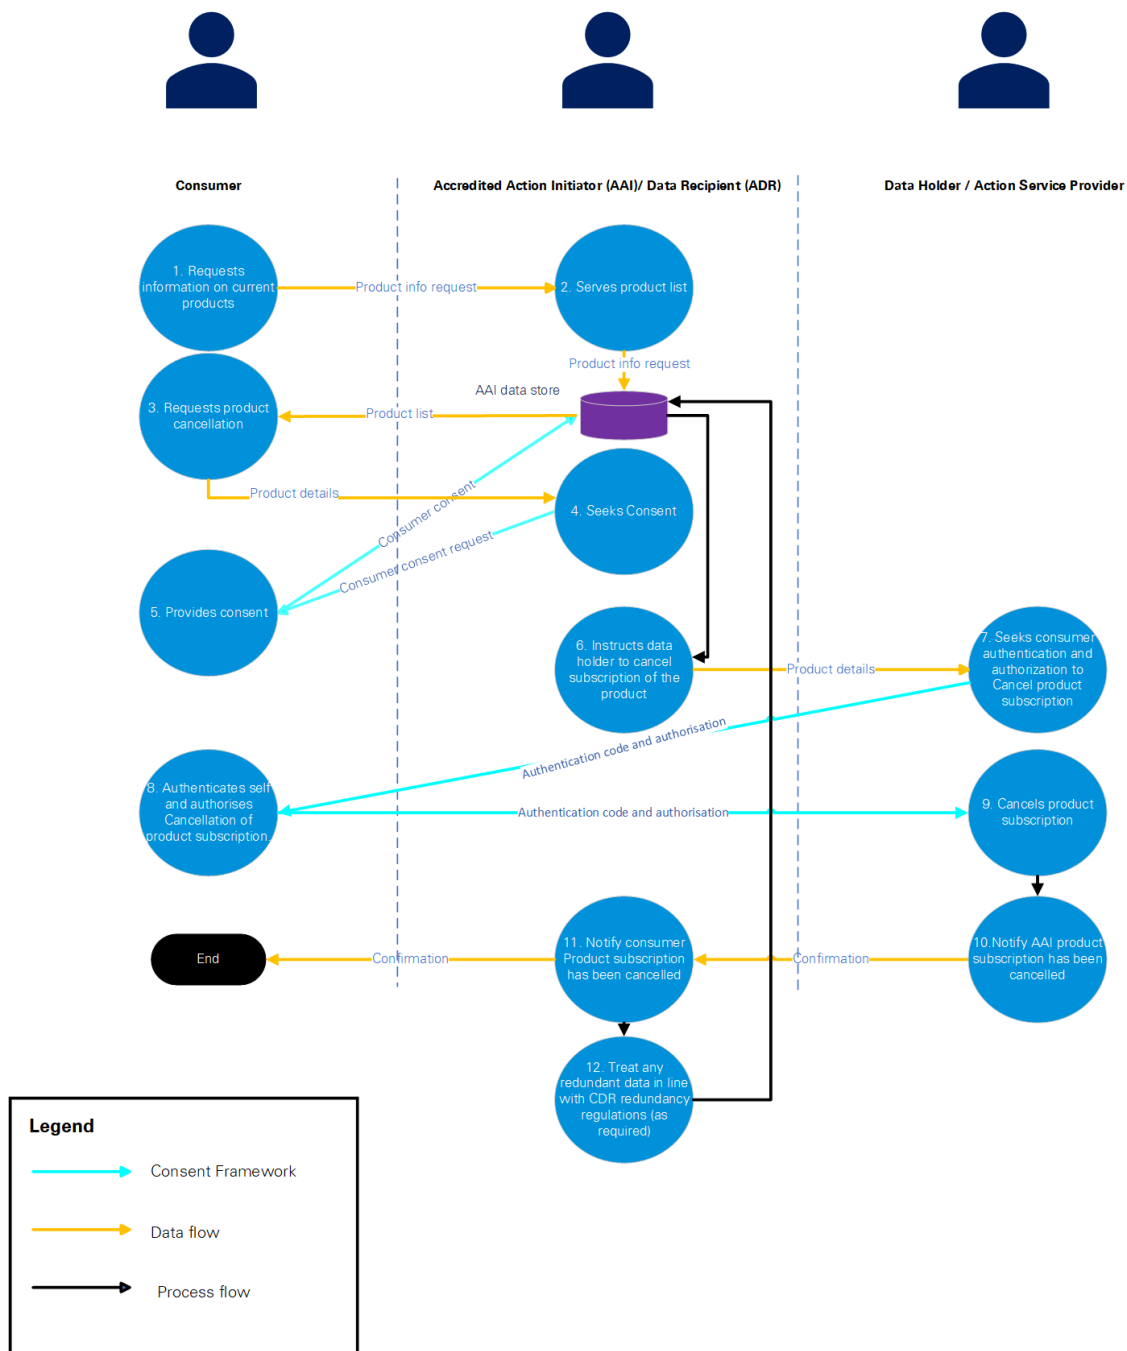 Consumer
Accredited Action Initiator (AAI)/ Data Recipient (ADR)
Data Holder / Action Service Provider
1. Requests
information on current
products
Product info request
2. Serves product list
Product info request
AAI data store
3. Requests product
cancellation
Product list
Product details
Consumer consent
4. Seeks Consent
Consumer consent request
5. Provides consent
6. Instructs data
holder to cancel
subscription of the
product
Product details
7. Seeks consumer
authentication and
authorization to
Cancel product
subscription
Authentication code and authorisation
8. Authenticates self
and authorises
Cancellation of
product subscription.
Authentication code and authorisation
9. Cancels product
subscription
End
Confirmation
11. Notify consumer
Product subscription
has been cancelled
Confirmation
10.Notify AAI product
subscription has been
cancelled
12. Treat any
redundant data in line
with CDR redundancy
regulations (as
required)
Legend
Consent Framework
Data flow
Process flow